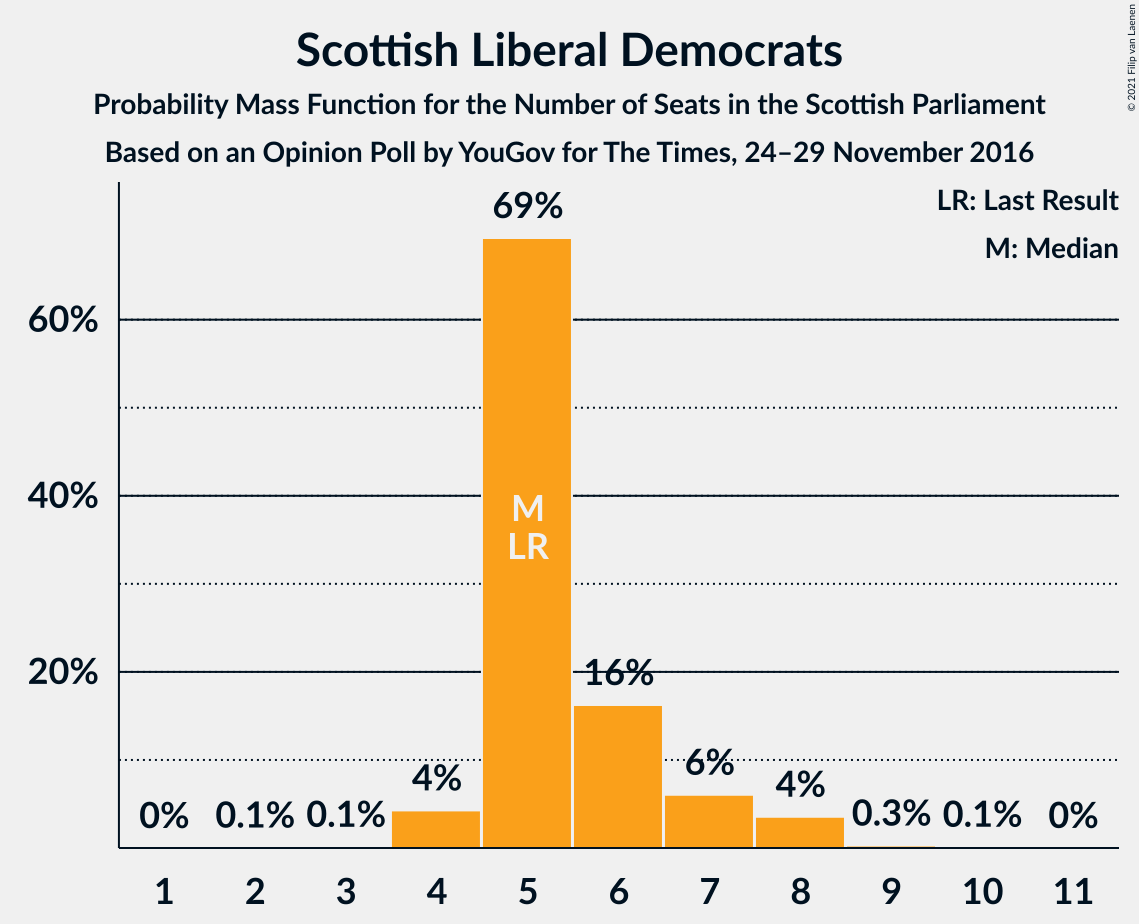 Scottish Liberal Democrats
Probability Mass Function for the Number of Seats in the Scottish Parliament
Based on an Opinion Poll by YouGov for The Times, 24–29 November 2016
© 2021 Filip van Laenen
LR: Last Result
M: Median
69%
60%
40%
M
LR
20%
16%
6%
4%
4%
0%
0.1%
0.1%
0.3%
0.1%
0%
1 2 3 4 5 6 7 8 9 10 11